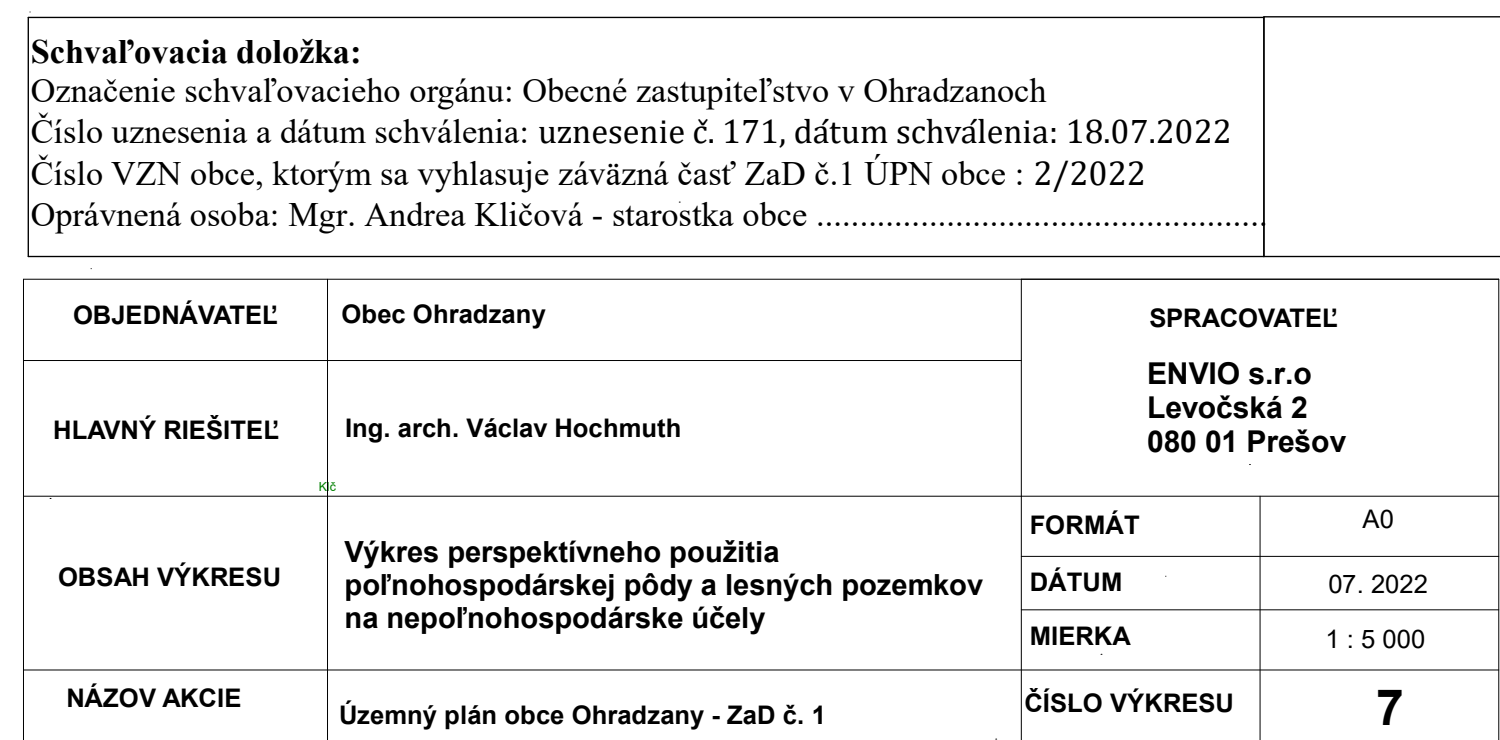 Schvaľovacia doložka:
Označenie schvaľovacieho orgánu: Obecné zastupiteľstvo v Ohradzanoch
Číslo uznesenia a dátum schválenia: uznesenie č. 171, dátum schválenia: 18.07.2022
Číslo VZN obce, ktorým sa vyhlasuje záväzná časť ZaD č.1 ÚPN obce : 2/2022
Oprávnená osoba: Mgr. Andrea Kličová - starostka obce ....................................................
OBJEDNÁVATEĽ
Obec Ohradzany
SPRACOVATEĽ
ENVIO s.r.o
Levočská 2
080 01 Prešov
HLAVNÝ RIEŠITEĽ
Ing. arch. Václav Hochmuth
Klč
OBSAH VÝKRESU
Výkres perspektívneho použitia
poľnohospodárskej pôdy a lesných pozemkov
na nepoľnohospodárske účely
FORMÁT
A0
DÁTUM
07. 2022
MIERKA
1 : 5 000
NÁZOV AKCIE
Územný plán obce Ohradzany - ZaD č. 1
ČÍSLO VÝKRESU
7